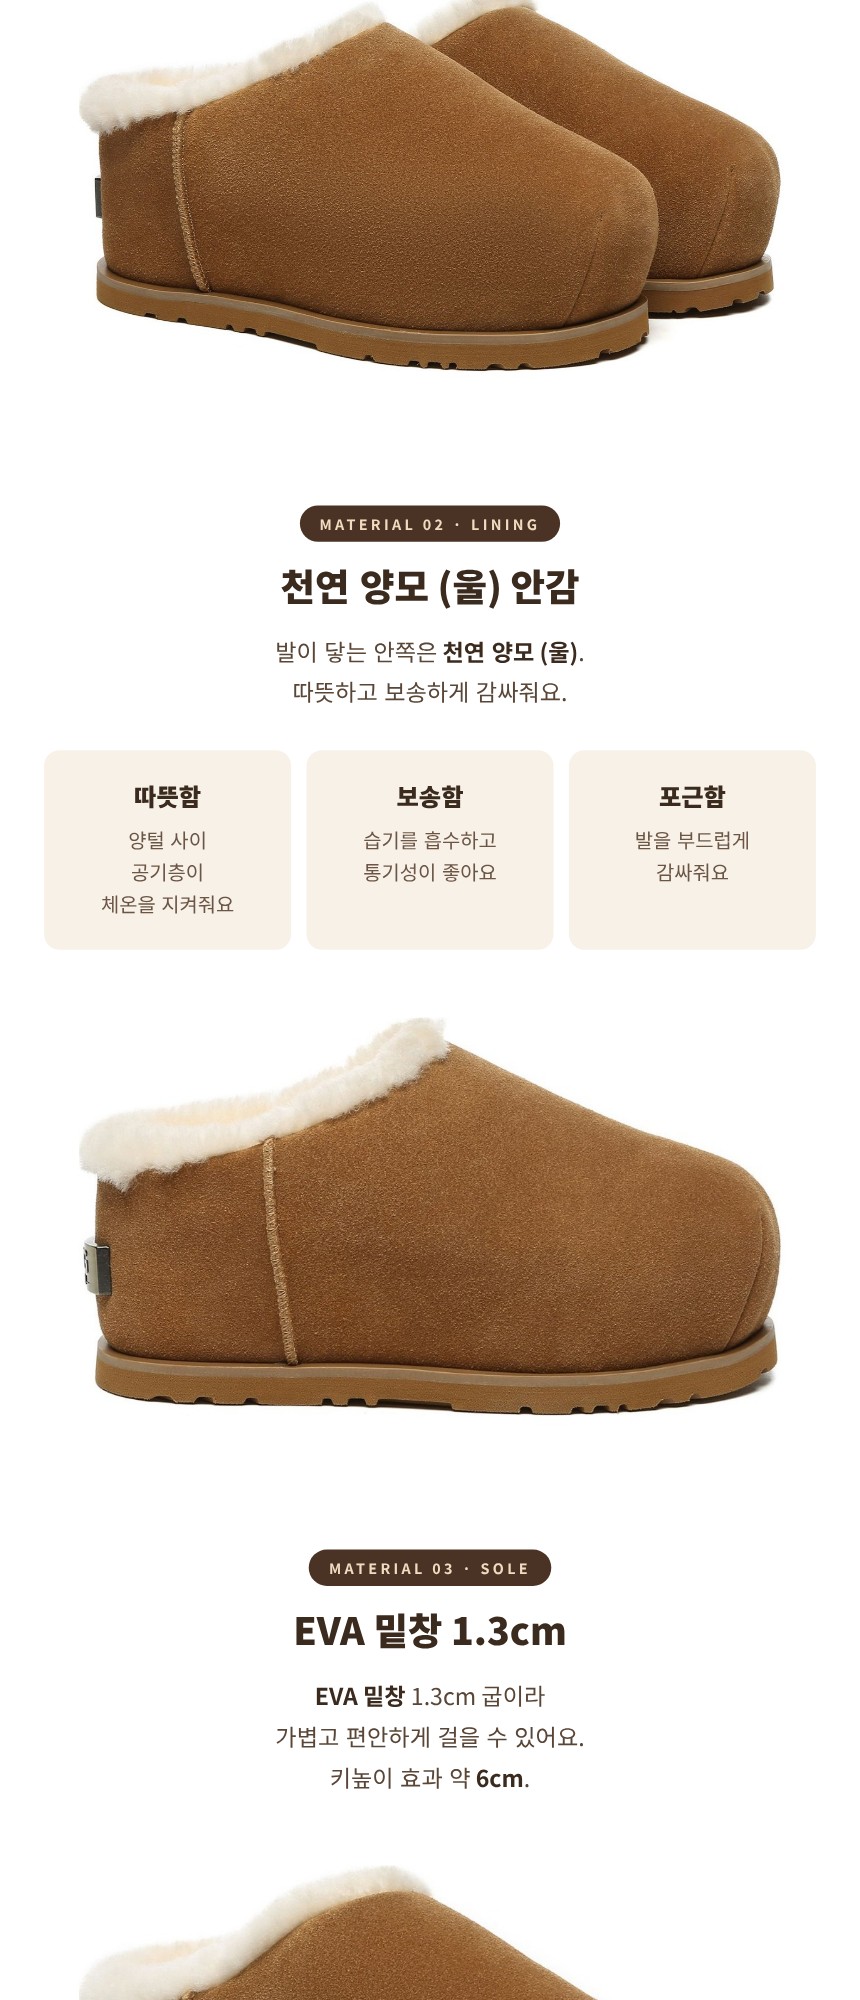 MATERIAL 02 · LINING
천연 양모 (울) 안감
발이 닿는 안쪽은 천연 양모 (울).
따뜻하고 보송하게 감싸줘요.
따뜻함
양털 사이
공기층이
체온을 지켜줘요
보송함
습기를 흡수하고
통기성이 좋아요
포근함
발을 부드럽게
감싸줘요
MATERIAL 03 · SOLE
EVA 밑창 1.3cm
EVA 밑창 1.3cm 굽이라
가볍고 편안하게 걸을 수 있어요.
키높이 효과 약 6cm.